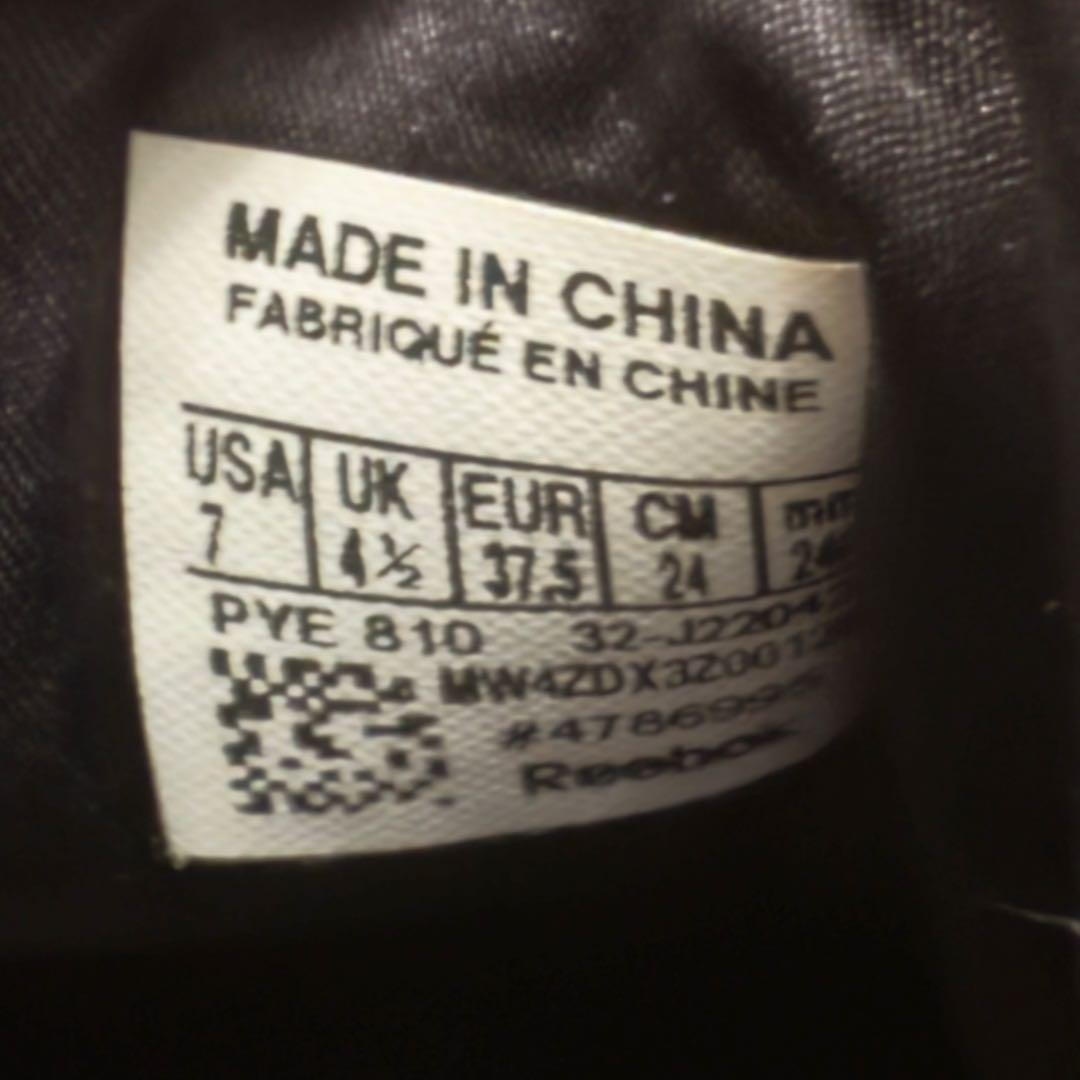 MADE IN CHINA
FABRIQUÉ EN CHINE
USA UK EUR CM mm
7 4½ 37.5 24
PYE 810
Reebok